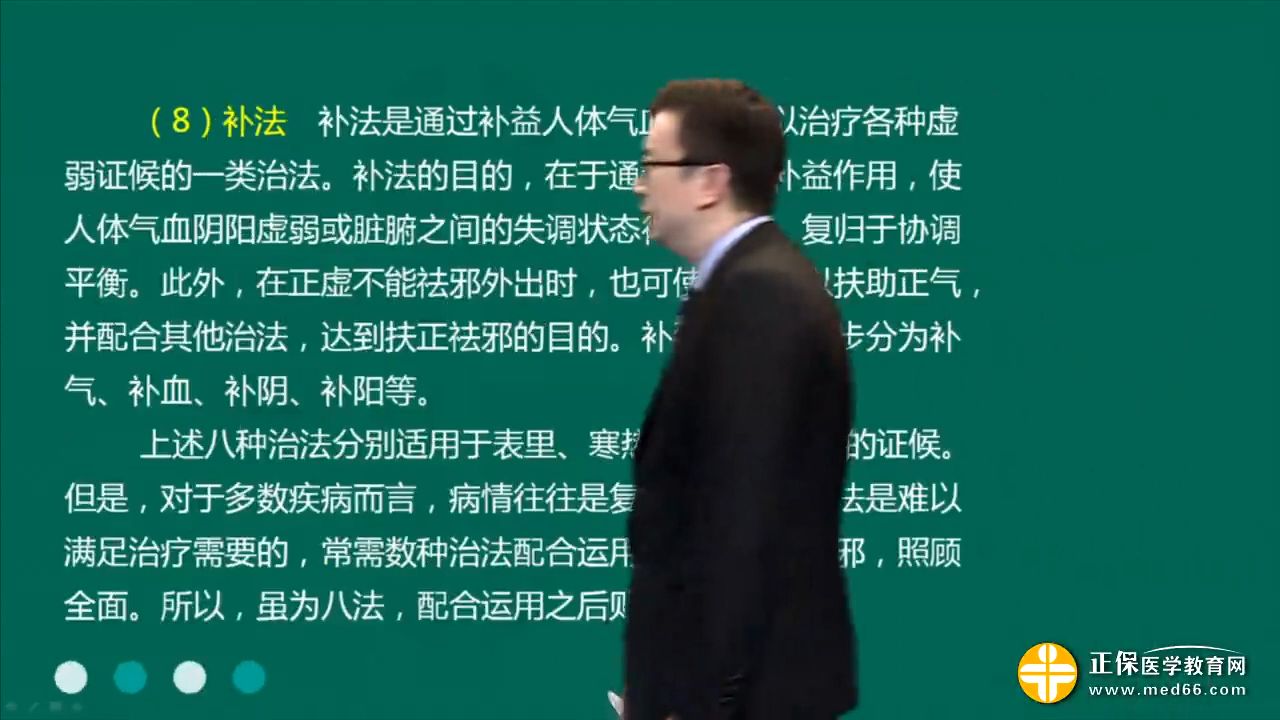 （8）补法 补法是通过补益人体气 以治疗各种虚
弱证候的一类治法。补法的目的，在于通 补益作用，使
人体气血阴阳虚弱或脏腑之间的失调状态 复归于协调
平衡。此外，在正虚不能祛邪外出时，也可使 扶助正气，
并配合其他治法，达到扶正祛邪的目的。补 步分为补
气、补血、补阴、补阳等。
上述八种治法分别适用于表里、寒热 的证候。
但是，对于多数疾病而言，病情往往是复 法是难以
满足治疗需要的，常需数种治法配合运用 邪，照顾
全面。所以，虽为八法，配合运用之后则
正保医学教育网
www.med66.com